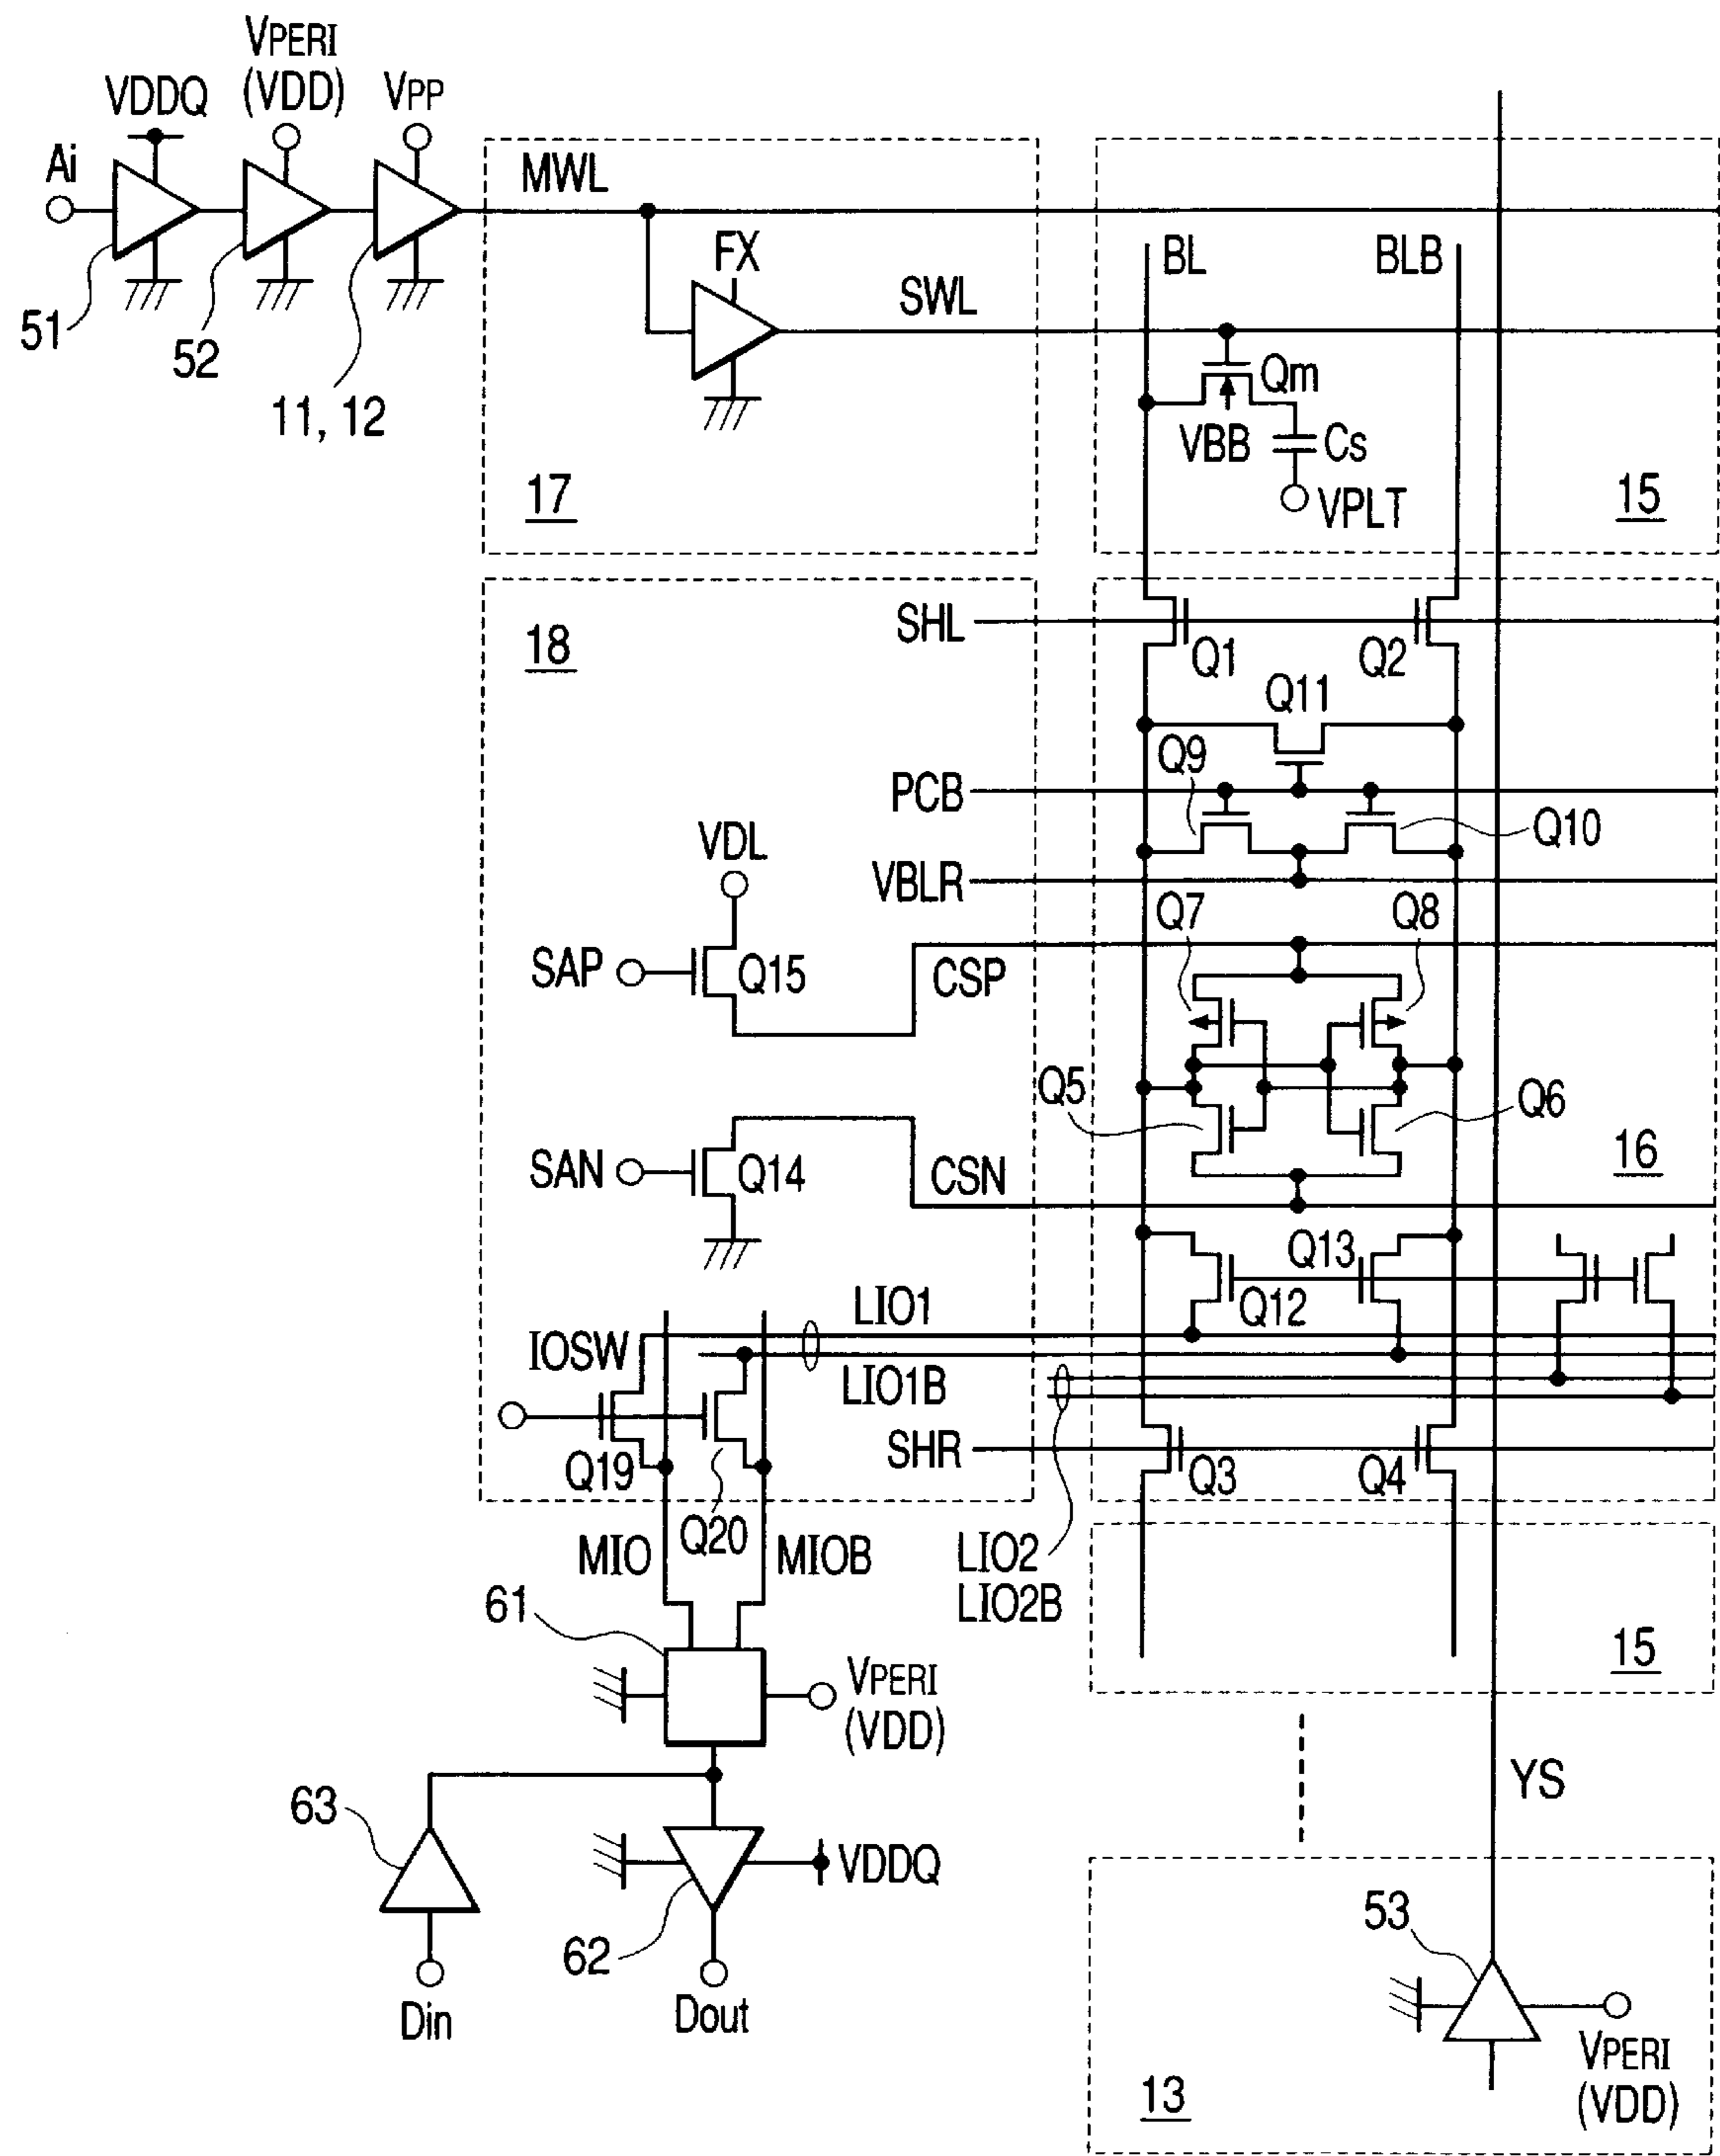 VPERI
VDDQ (VDD) VPP
Ai
MWL
FX
BL BLB
SWL
51
52
11, 12
Qm
VBB Cs
VPLT
17
15
SHL
18
Q1 Q2
Q11
Q9
PCB
Q10
VDL
VBLR
Q7 Q8
SAP Q15 CSP
Q5 Q6
SAN Q14 CSN
16
Q13
Q12
LIO1
IOSW
LIO1B
SHR
Q19
Q3 Q4
Q20
MIO MIOB
LIO2
LIO2B
61
15
VPERI
(VDD)
YS
63
VDDQ
53
62
Din Dout
VPERI
(VDD)
13